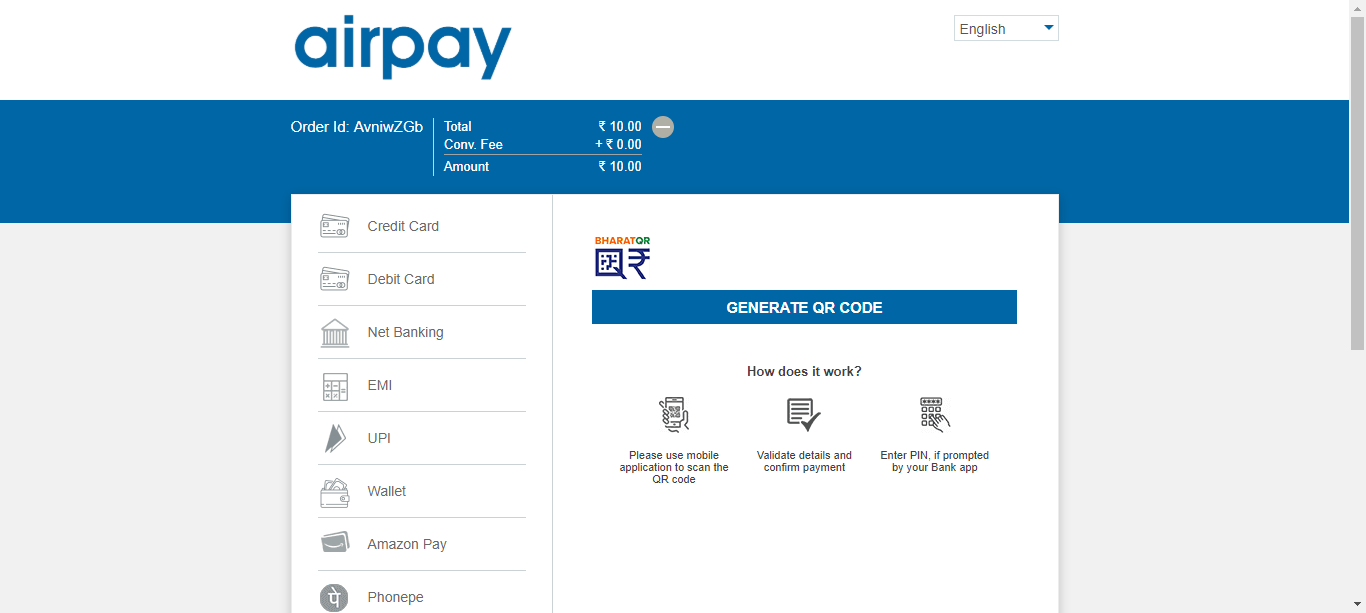 airpay
English
Order Id: AvniwZGb
Total ₹ 10.00
Conv. Fee + ₹ 0.00
Amount ₹ 10.00
Credit Card
Debit Card
Net Banking
EMI
UPI
Wallet
Amazon Pay
Phonepe
BHARATQR
GENERATE QR CODE
How does it work?
Please use mobile
application to scan the
QR code
Validate details and
confirm payment
Enter PIN, if prompted
by your Bank app